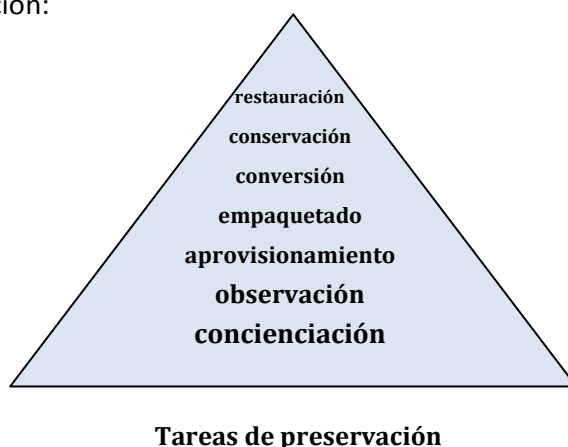 ción:
restauración
conservación
conversión
empaquetado
aprovisionamiento
observación
concienciación
Tareas de preservación